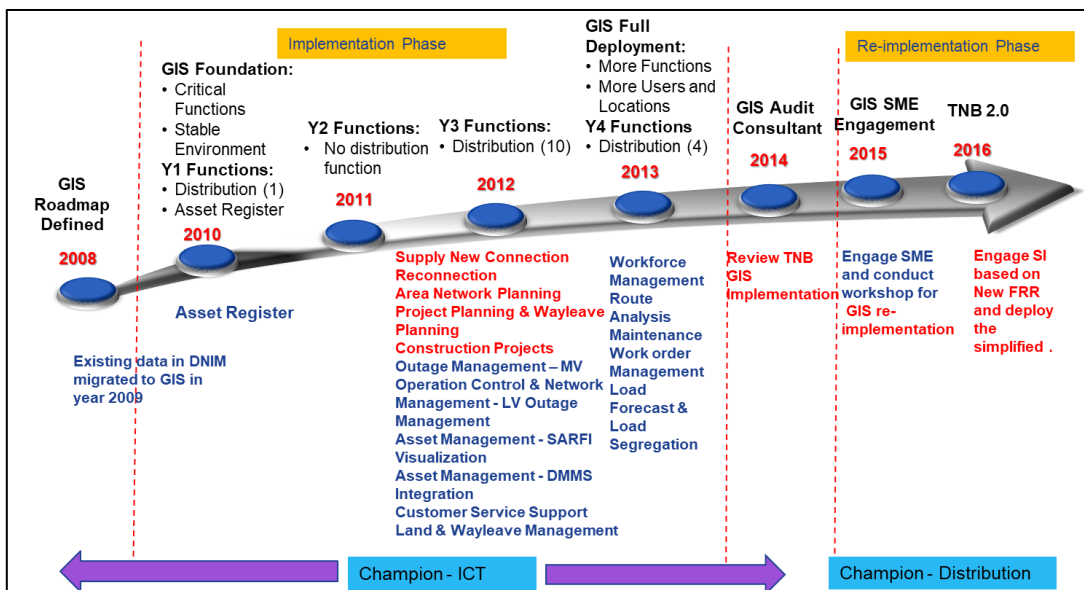 Implementation Phase
Re-implementation Phase
GIS
Roadmap
Defined
2008
Existing data in DNIM
migrated to GIS in
year 2009
GIS Foundation:
• Critical
Functions
• Stable
Environment
Y1 Functions:
• Distribution (1)
• Asset Register
2010
Asset Register
Y2 Functions:
• No distribution
function
2011
Y3 Functions:
• Distribution (10)
2012
Supply New Connection
Reconnection
Area Network Planning
Project Planning & Wayleave
Planning
Construction Projects
Outage Management – MV
Operation Control & Network
Management - LV Outage
Management
Asset Management - SARFI
Visualization
Asset Management - DMMS
Integration
Customer Service Support
Land & Wayleave Management
GIS Full
Deployment:
• More Functions
• More Users and
Locations
Y4 Functions
• Distribution (4)
2013
Workforce
Management
Route
Analysis
Maintenance
Work order
Management
Load
Forecast &
Load
Segregation
GIS Audit
Consultant
2014
Review TNB
GIS
Implementation
GIS SME
Engagement
2015
Engage SME
and conduct
workshop for
GIS re-
implementation
TNB 2.0
2016
Engage SI
based on
New FRR
and deploy
the
simplified .
Champion - ICT
Champion - Distribution